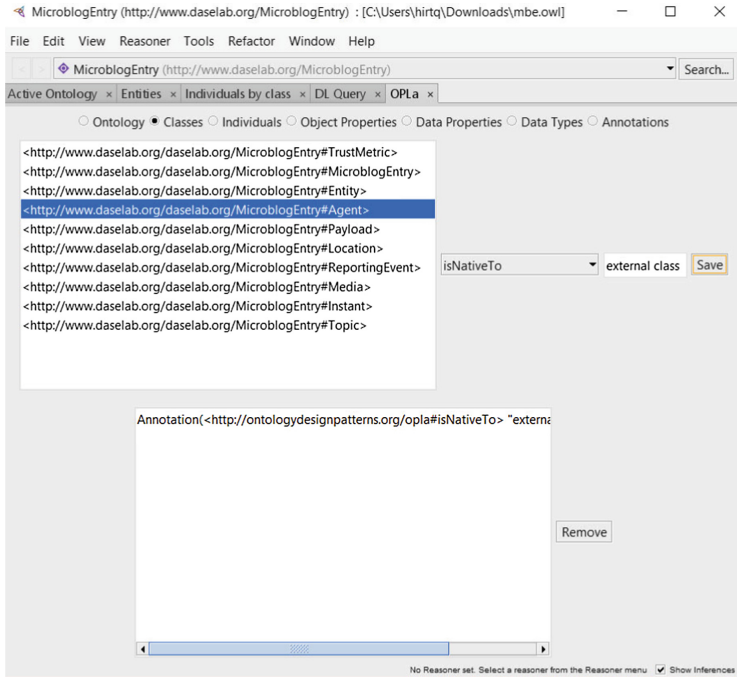 MicroblogEntry (http://www.daselab.org/MicroblogEntry) : [C:\Users\hirtq\Downloads\mbe.owl]
File Edit View Reasoner Tools Refactor Window Help
MicroblogEntry (http://www.daselab.org/MicroblogEntry) Search...
Active Ontology × Entities × Individuals by class × DL Query × OPLa ×
Ontology Classes Individuals Object Properties Data Properties Data Types Annotations
<http://www.daselab.org/daselab.org/MicroblogEntry#TrustMetric>
<http://www.daselab.org/daselab.org/MicroblogEntry#MicroblogEntry>
<http://www.daselab.org/daselab.org/MicroblogEntry#Entity>
<http://www.daselab.org/daselab.org/MicroblogEntry#Agent>
<http://www.daselab.org/daselab.org/MicroblogEntry#Payload>
<http://www.daselab.org/daselab.org/MicroblogEntry#Location>
<http://www.daselab.org/daselab.org/MicroblogEntry#ReportingEvent>
<http://www.daselab.org/daselab.org/MicroblogEntry#Media>
<http://www.daselab.org/daselab.org/MicroblogEntry#Instant>
<http://www.daselab.org/daselab.org/MicroblogEntry#Topic>
isNativeTo external class Save
Annotation(<http://ontologydesignpatterns.org/opla#isNativeTo> "externa
Remove
No Reasoner set. Select a reasoner from the Reasoner menu Show Inferences